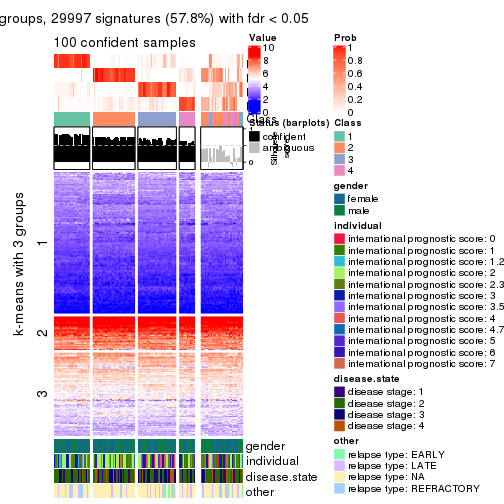 groups, 29997 signatures (57.8%) with fdr < 0.05
100 confident samples
Value
10
8
6
4
2
0
Prob
1
0.8
0.6
0.4
0.2
0
Class
Status (barplots)
confident
ambiguous
Silhouette score
0
Class
1
2
3
4
gender
female
male
individual
international prognostic score: 0
international prognostic score: 1
international prognostic score: 1.2
international prognostic score: 2
international prognostic score: 2.3
international prognostic score: 3
international prognostic score: 3.5
international prognostic score: 4
international prognostic score: 4.7
international prognostic score: 5
international prognostic score: 6
international prognostic score: 7
disease.state
disease stage: 1
disease stage: 2
disease stage: 3
disease stage: 4
other
relapse type: EARLY
relapse type: LATE
relapse type: NA
relapse type: REFRACTORY
k-means with 3 groups
1
2
3
gender
individual
disease.state
other